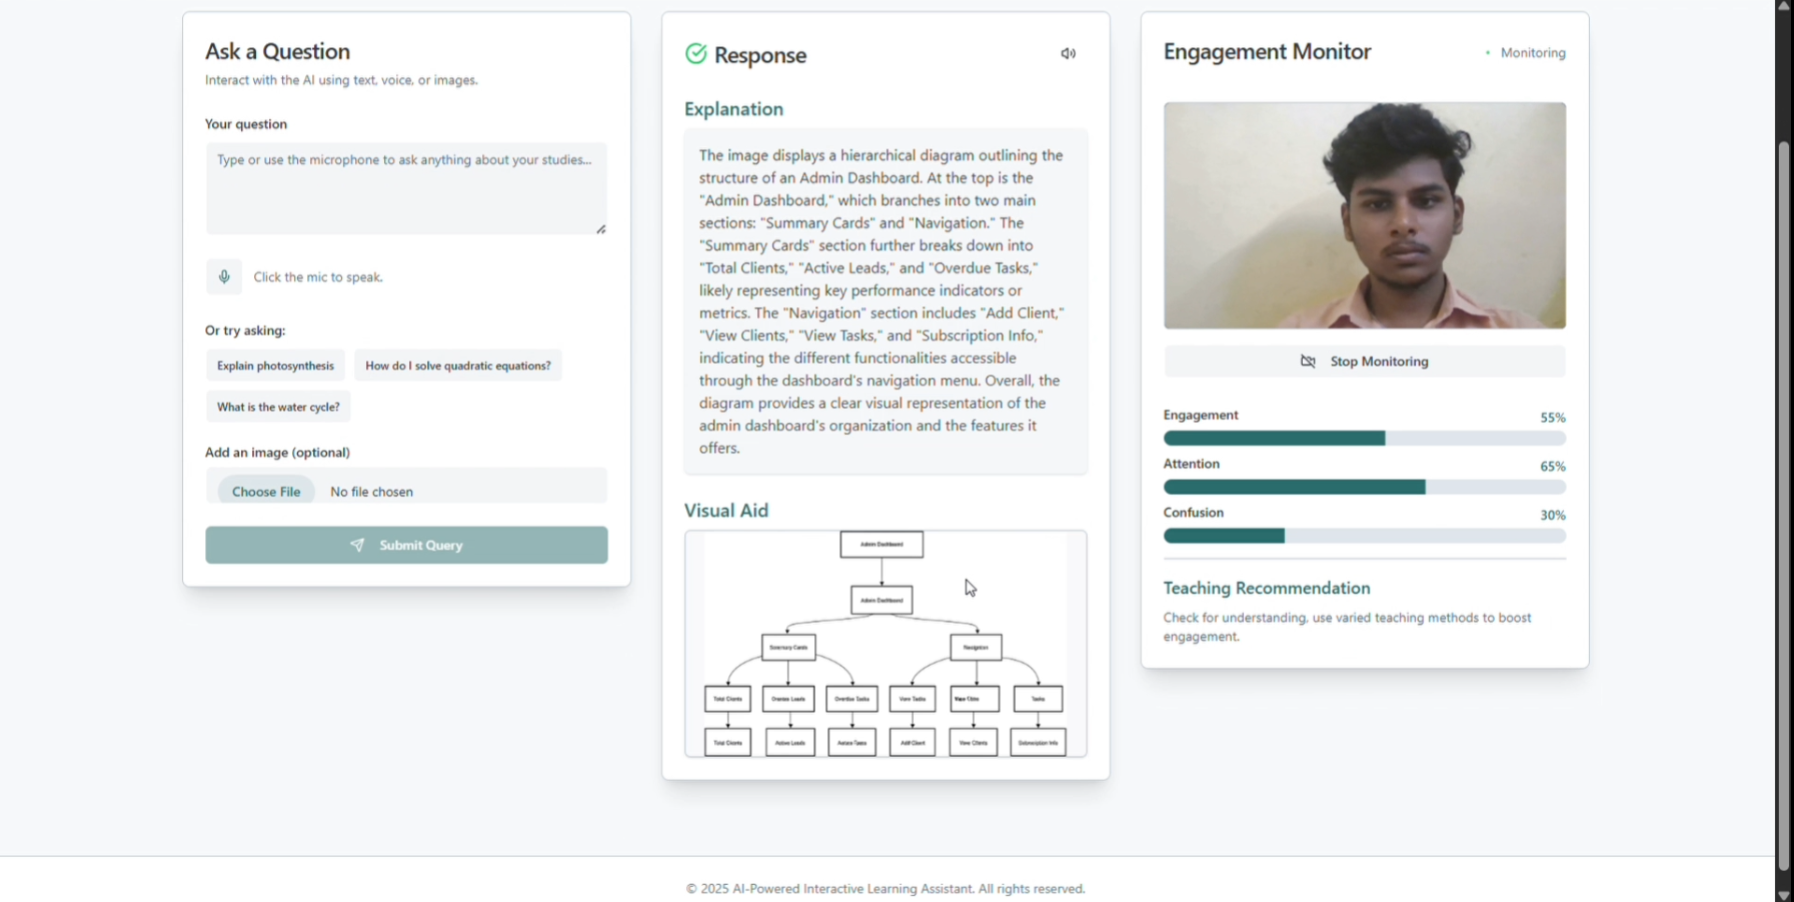 Ask a Question
Interact with the AI using text, voice, or images.
Your question
Type or use the microphone to ask anything about your studies...
Click the mic to speak.
Or try asking:
Explain photosynthesis
How do I solve quadratic equations?
What is the water cycle?
Add an image (optional)
Choose File No file chosen
Submit Query
Response
Explanation
The image displays a hierarchical diagram outlining the
structure of an Admin Dashboard. At the top is the
"Admin Dashboard," which branches into two main
sections: "Summary Cards" and "Navigation." The
"Summary Cards" section further breaks down into
"Total Clients," "Active Leads," and "Overdue Tasks,"
likely representing key performance indicators or
metrics. The "Navigation" section includes "Add Client,"
"View Clients," "View Tasks," and "Subscription Info,"
indicating the different functionalities accessible
through the dashboard's navigation menu. Overall, the
diagram provides a clear visual representation of the
admin dashboard's organization and the features it
offers.
Visual Aid
Admin Dashboard
Admin Dashboard
Cards
Navigation
Total Clients Leads Overdue Tasks View Tasks View Tasks
Total Clients Active Leads Tasks Add Client View Clients Info
Engagement Monitor
Monitoring
Stop Monitoring
Engagement 55%
Attention 65%
Confusion 30%
Teaching Recommendation
Check for understanding, use varied teaching methods to boost
engagement.
© 2025 AI-Powered Interactive Learning Assistant. All rights reserved.